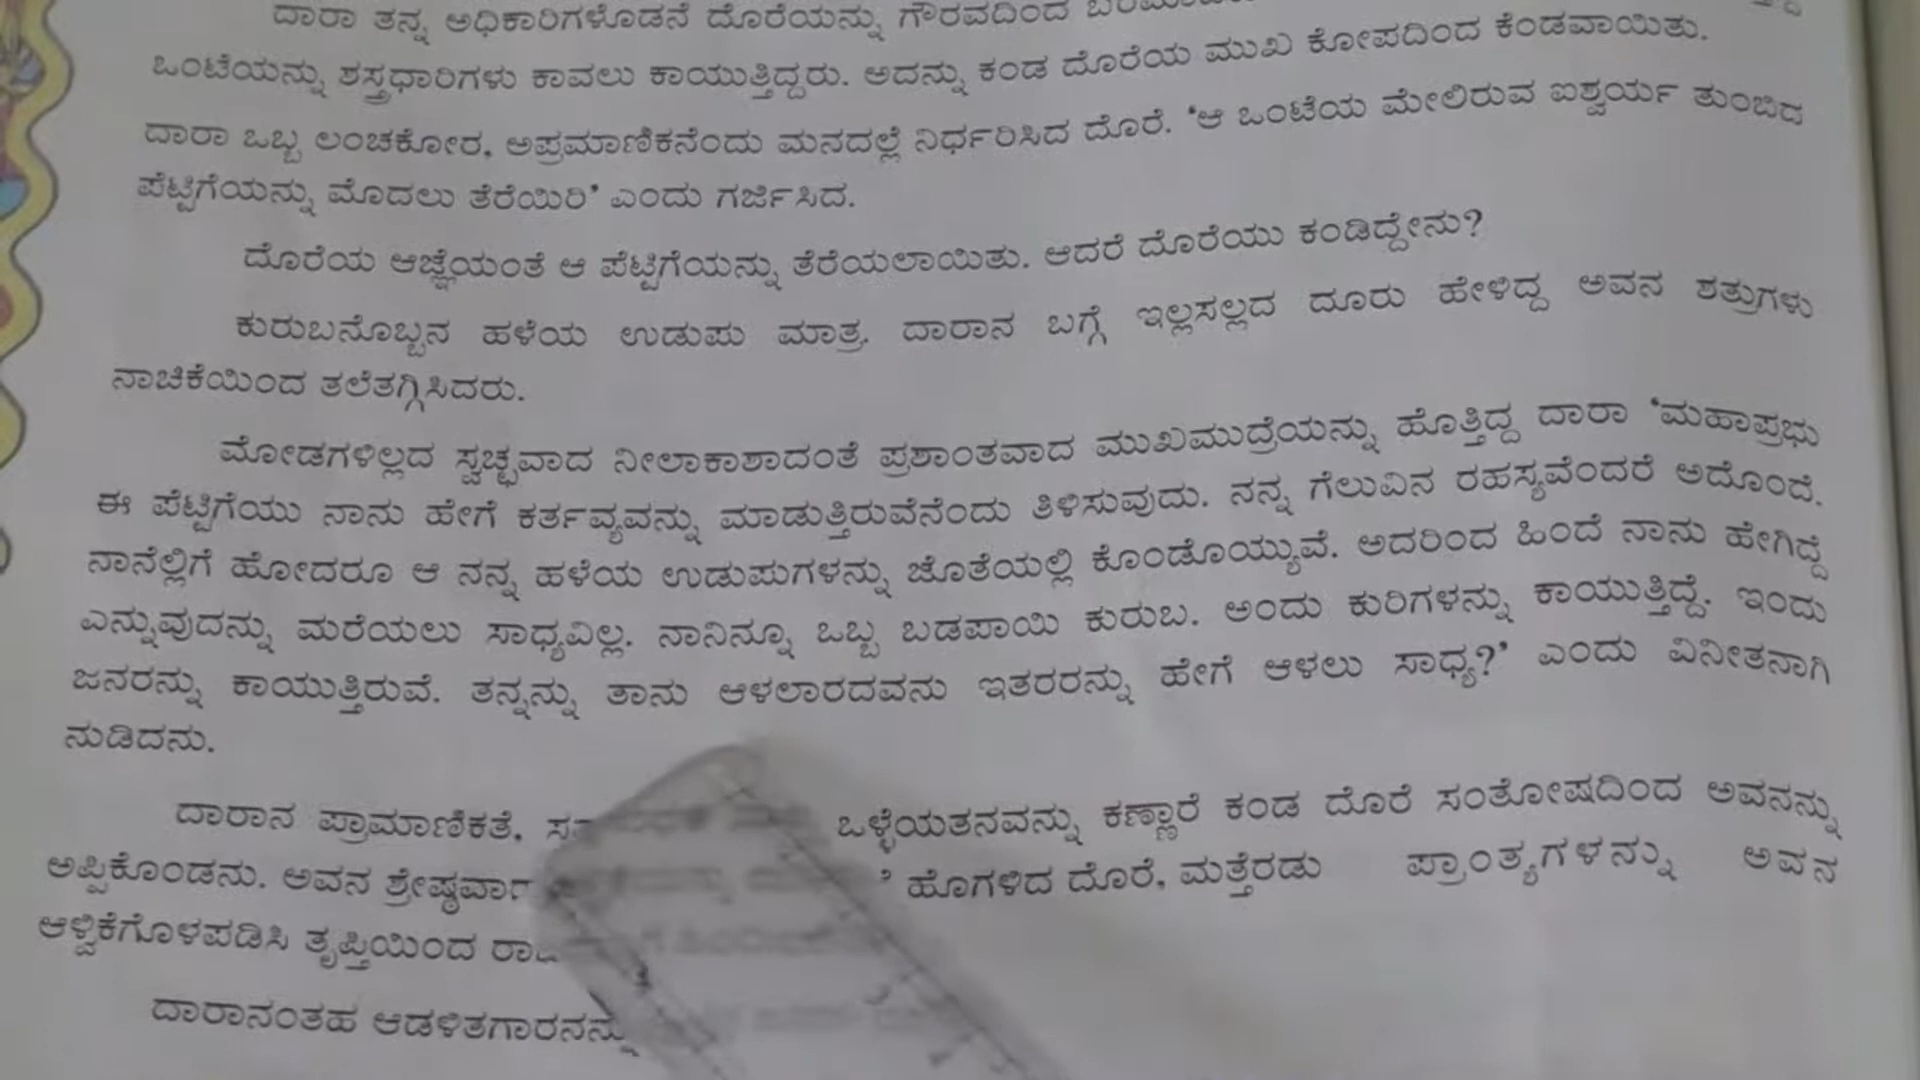 ದಾರಾ ತನ್ನ ಅಧಿಕಾರಿಗಳೊಡನೆ ದೊರೆಯನ್ನು ಗೌರವದಿಂದ
ಒಂಟೆಯನ್ನು ಶಸ್ತ್ರಧಾರಿಗಳು ಕಾವಲು ಕಾಯುತ್ತಿದ್ದರು. ಅದನ್ನು ಕಂಡ ದೊರೆಯ ಮುಖ ಕೋಪದಿಂದ ಕೆಂಡವಾಯಿತು.
ದಾರಾ ಒಬ್ಬ ಲಂಚಕೋರ, ಅಪ್ರಮಾಣಿಕನೆಂದು ಮನದಲ್ಲೆ ನಿರ್ಧರಿಸಿದ ದೊರೆ. 'ಆ ಒಂಟೆಯ ಮೇಲಿರುವ ಐಶ್ವರ್ಯ ತುಂಬಿದ
ಪೆಟ್ಟಿಗೆಯನ್ನು ಮೊದಲು ತೆರೆಯಿರಿ' ಎಂದು ಗರ್ಜಿಸಿದ.
ದೊರೆಯ ಆಜ್ಞೆಯಂತೆ ಆ ಪೆಟ್ಟಿಗೆಯನ್ನು ತೆರೆಯಲಾಯಿತು. ಆದರೆ ದೊರೆಯು ಕಂಡಿದ್ದೇನು?
ಕುರುಬನೊಬ್ಬನ ಹಳೆಯ ಉಡುಪು ಮಾತ್ರ. ದಾರಾನ ಬಗ್ಗೆ ಇಲ್ಲಸಲ್ಲದ ದೂರು ಹೇಳಿದ್ದ ಅವನ ಶತ್ರುಗಳು
ನಾಚಿಕೆಯಿಂದ ತಲೆತಗ್ಗಿಸಿದರು.
ಮೋಡಗಳಿಲ್ಲದ ಸ್ವಚ್ಛವಾದ ನೀಲಾಕಾಶಾದಂತೆ ಪ್ರಶಾಂತವಾದ ಮುಖಮುದ್ರೆಯನ್ನು ಹೊತ್ತಿದ್ದ ದಾರಾ 'ಮಹಾಪ್ರಭು
ಈ ಪೆಟ್ಟಿಗೆಯು ನಾನು ಹೇಗೆ ಕರ್ತವ್ಯವನ್ನು ಮಾಡುತ್ತಿರುವೆನೆಂದು ತಿಳಿಸುವುದು. ನನ್ನ ಗೆಲುವಿನ ರಹಸ್ಯವೆಂದರೆ ಅದೊಂದೆ.
ನಾನೆಲ್ಲಿಗೆ ಹೋದರೂ ಆ ನನ್ನ ಹಳೆಯ ಉಡುಪುಗಳನ್ನು ಜೊತೆಯಲ್ಲಿ ಕೊಂಡೊಯ್ಯುವೆ. ಅದರಿಂದ ಹಿಂದೆ ನಾನು ಹೇಗಿದ್ದೆ
ಎನ್ನುವುದನ್ನು ಮರೆಯಲು ಸಾಧ್ಯವಿಲ್ಲ. ನಾನಿನ್ನೂ ಒಬ್ಬ ಬಡಪಾಯಿ ಕುರುಬ. ಅಂದು ಕುರಿಗಳನ್ನು ಕಾಯುತ್ತಿದ್ದೆ. ಇಂದು
ಜನರನ್ನು ಕಾಯುತ್ತಿರುವೆ. ತನ್ನನ್ನು ತಾನು ಆಳಲಾರದವನು ಇತರರನ್ನು ಹೇಗೆ ಆಳಲು ಸಾಧ್ಯ?' ಎಂದು ವಿನೀತನಾಗಿ
ನುಡಿದನು.
ದಾರಾನ ಪ್ರಾಮಾಣಿಕತೆ, ಒಳ್ಳೆಯತನವನ್ನು ಕಣ್ಣಾರೆ ಕಂಡ ದೊರೆ ಸಂತೋಷದಿಂದ ಅವನನ್ನು
ಅಪ್ಪಿಕೊಂಡನು. ಅವನ ಹೊಗಳಿದ ದೊರೆ, ಮತ್ತೆರಡು ಪ್ರಾಂತ್ಯಗಳನ್ನು ಅವನ
ಆಳ್ವಿಕೆಗೊಳಪಡಿಸಿ ತೃಪ್ತಿಯಿಂದ
ದಾರಾನಂತಹ ಆಡಳಿತಗಾರನನ್ನು